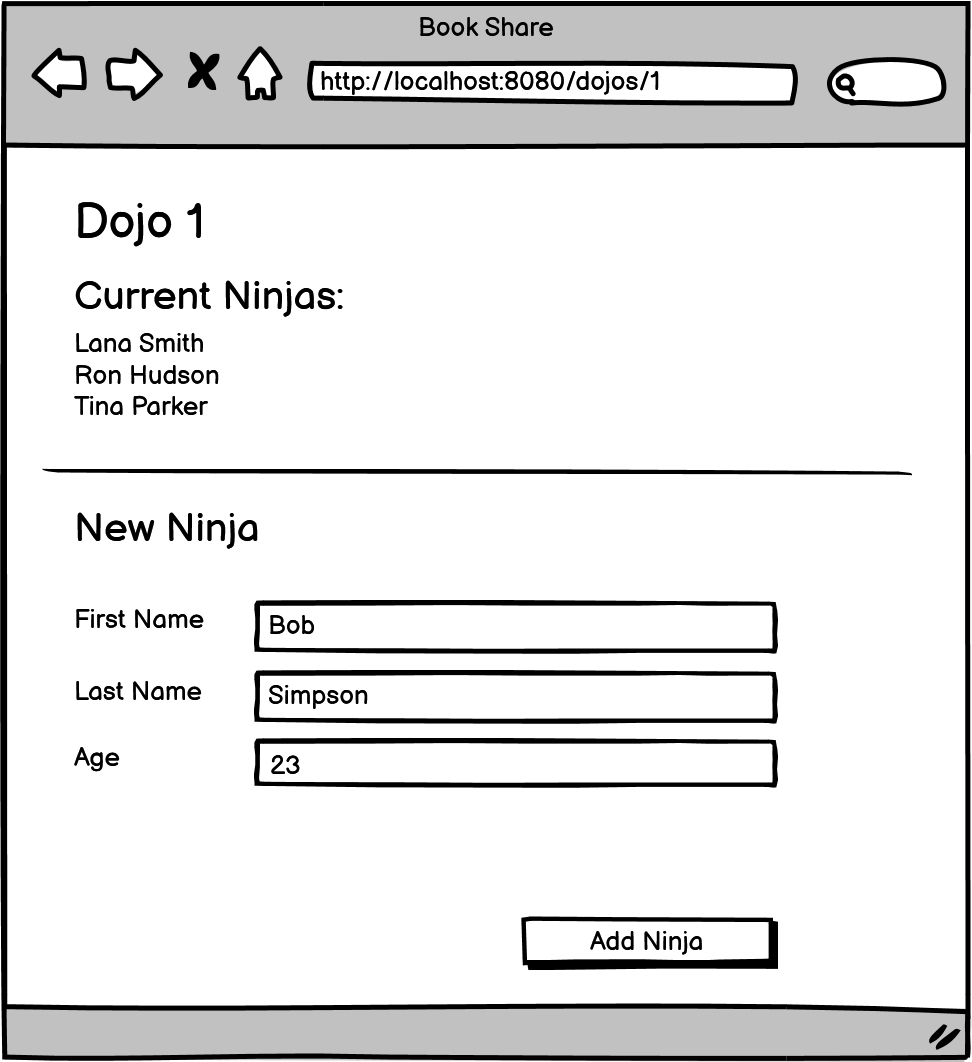 Book Share
http://localhost:8080/dojos/1
Dojo 1
Current Ninjas:
Lana Smith
Ron Hudson
Tina Parker
New Ninja
First Name Bob
Last Name Simpson
Age 23
Add Ninja